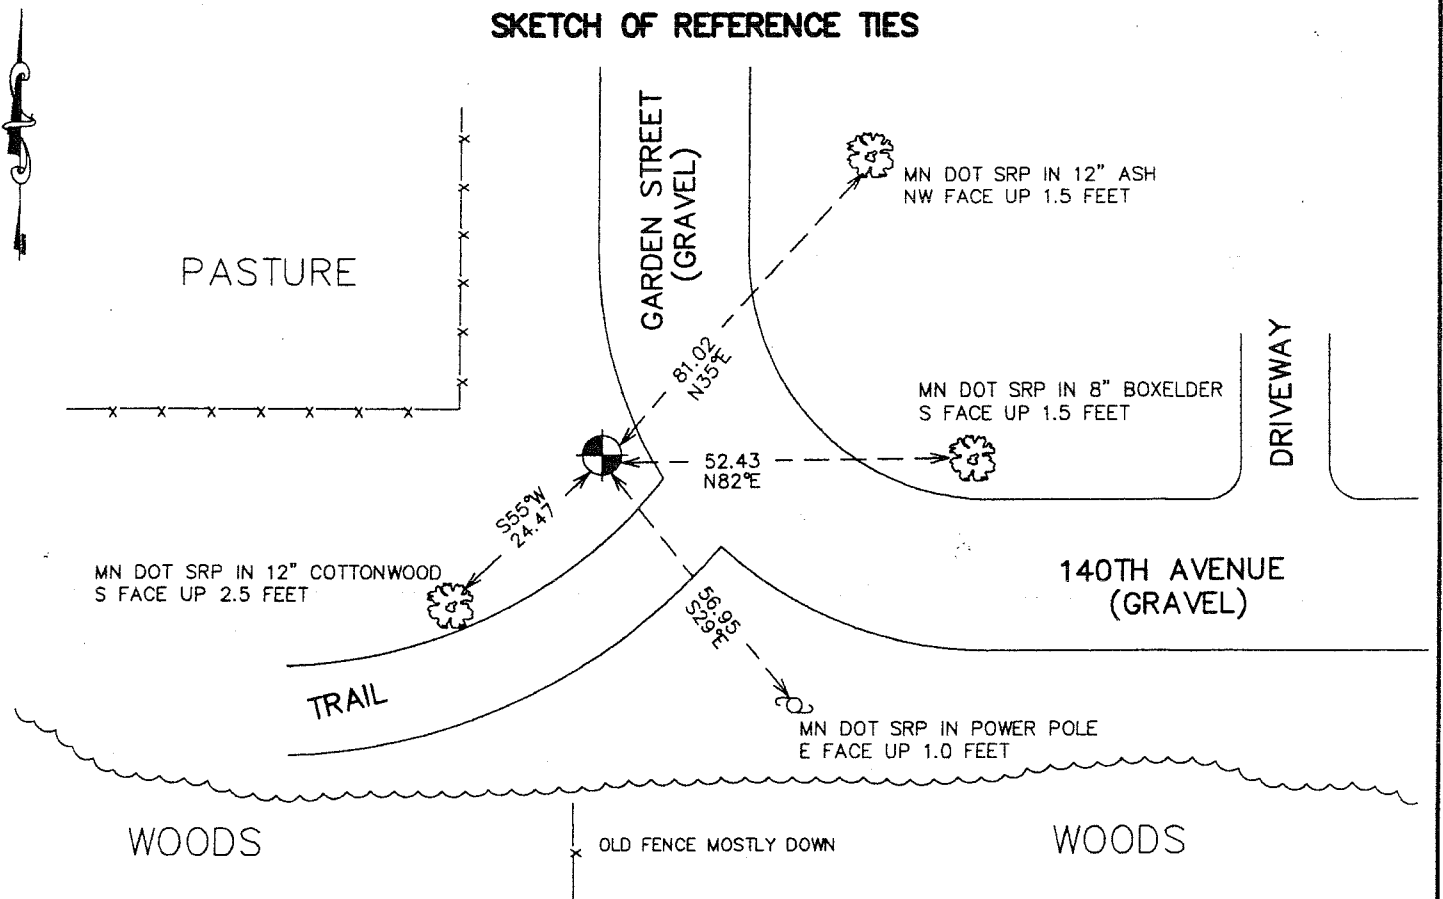 SKETCH OF REFERENCE TIES
GARDEN STREET
(GRAVEL)
MN DOT SRP IN 12" ASH
NW FACE UP 1.5 FEET
PASTURE
81.02
N35°E
DRIVEWAY
MN DOT SRP IN 8" BOXELDER
S FACE UP 1.5 FEET
52.43
N82°E
S55°W
24.47
MN DOT SRP IN 12" COTTONWOOD
S FACE UP 2.5 FEET
140TH AVENUE
(GRAVEL)
56.95
S29°E
TRAIL
MN DOT SRP IN POWER POLE
E FACE UP 1.0 FEET
WOODS
OLD FENCE MOSTLY DOWN
WOODS